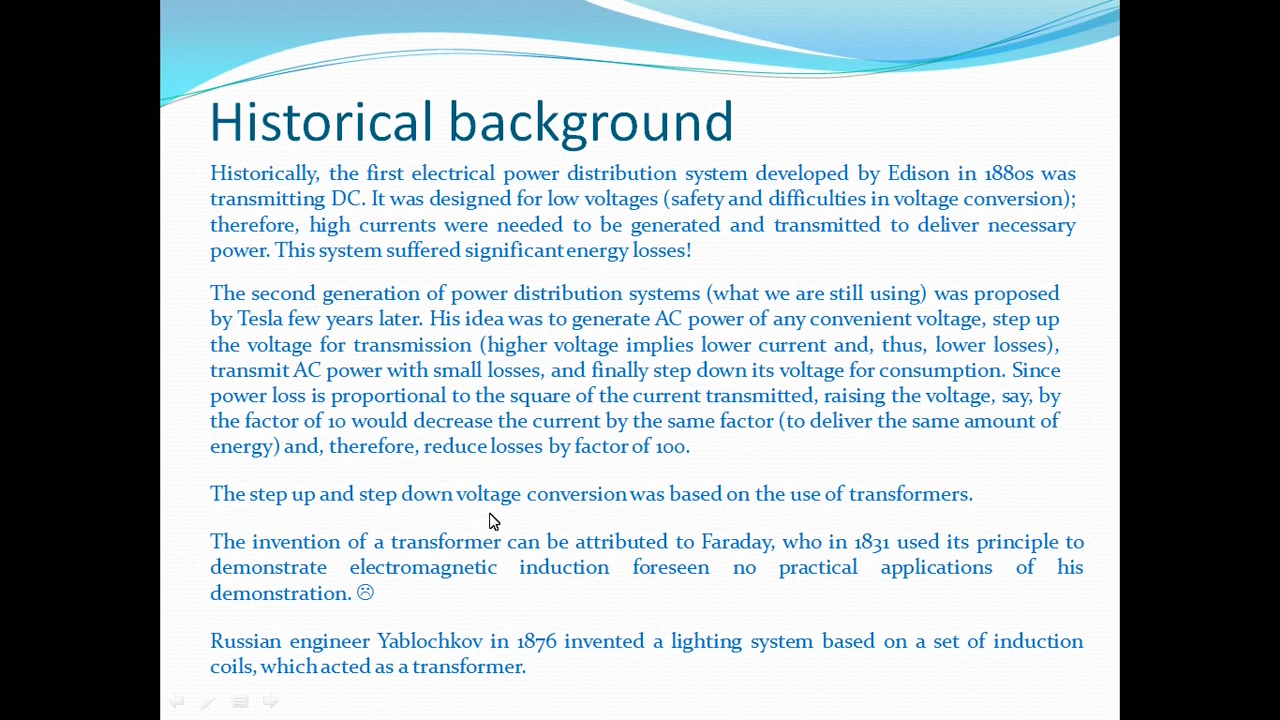 Historical background
Historically, the first electrical power distribution system developed by Edison in 1880s was
transmitting DC. It was designed for low voltages (safety and difficulties in voltage conversion);
therefore, high currents were needed to be generated and transmitted to deliver necessary
power. This system suffered significant energy losses!
The second generation of power distribution systems (what we are still using) was proposed
by Tesla few years later. His idea was to generate AC power of any convenient voltage, step up
the voltage for transmission (higher voltage implies lower current and, thus, lower losses),
transmit AC power with small losses, and finally step down its voltage for consumption. Since
power loss is proportional to the square of the current transmitted, raising the voltage, say, by
the factor of 10 would decrease the current by the same factor (to deliver the same amount of
energy) and, therefore, reduce losses by factor of 100.
The step up and step down voltage conversion was based on the use of transformers.
The invention of a transformer can be attributed to Faraday, who in 1831 used its principle to
demonstrate electromagnetic induction foreseen no practical applications of his
demonstration. ☹
Russian engineer Yablochkov in 1876 invented a lighting system based on a set of induction
coils, which acted as a transformer.